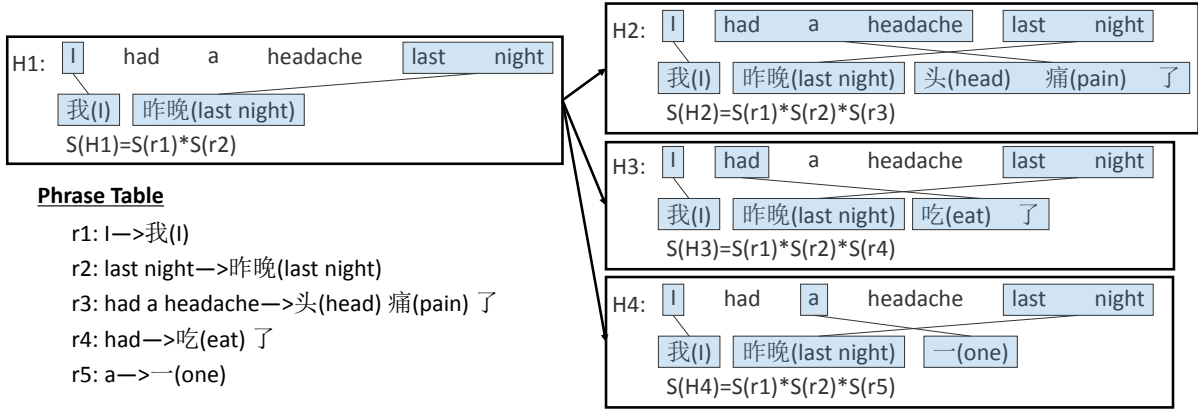 H1: I had a headache last night
我(I) 昨晚(last night)
S(H1)=S(r1)*S(r2)
Phrase Table
r1: I—>我(I)
r2: last night—>昨晚(last night)
r3: had a headache—>头(head) 痛(pain) 了
r4: had—>吃(eat) 了
r5: a—>一(one)
H2: I had a headache last night
我(I) 昨晚(last night) 头(head) 痛(pain) 了
S(H2)=S(r1)*S(r2)*S(r3)
H3: I had a headache last night
我(I) 昨晚(last night) 吃(eat) 了
S(H3)=S(r1)*S(r2)*S(r4)
H4: I had a headache last night
我(I) 昨晚(last night) 一(one)
S(H4)=S(r1)*S(r2)*S(r5)